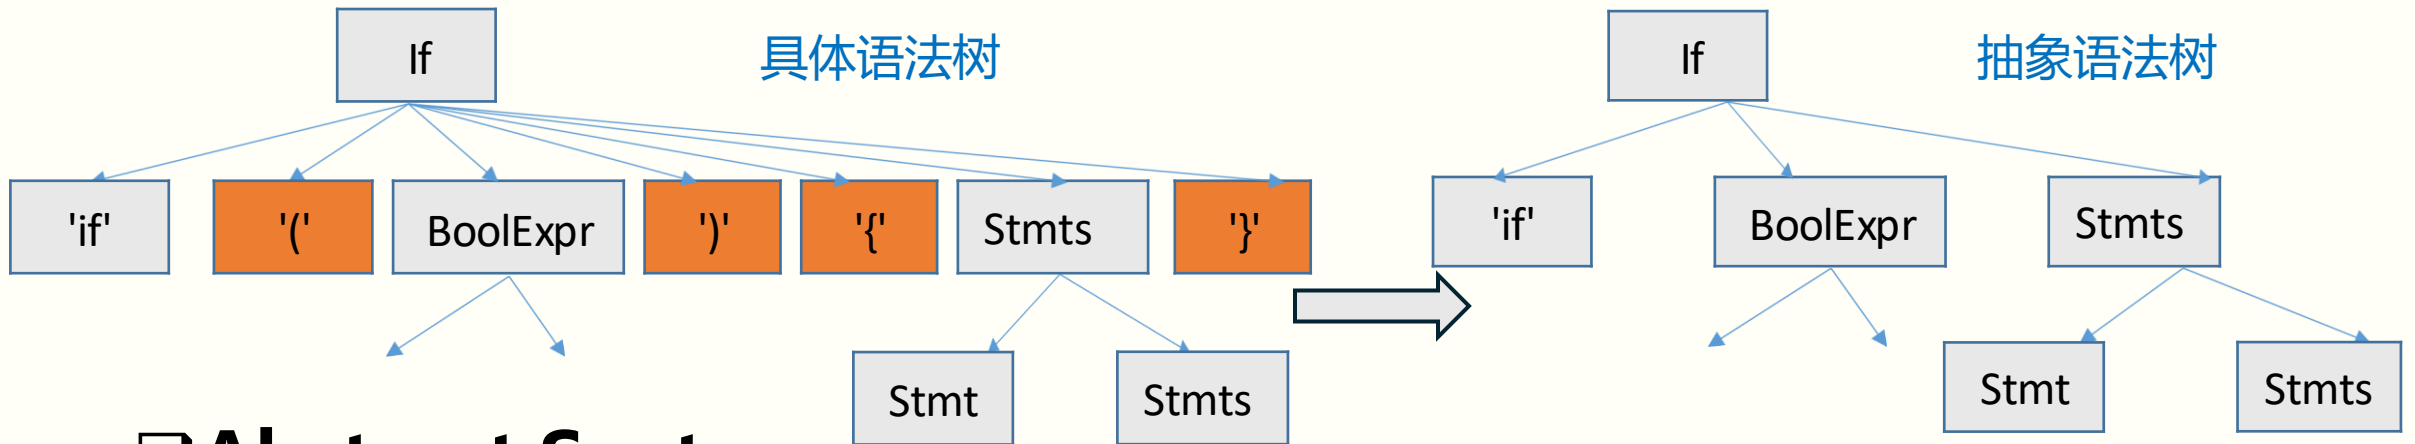 If
具体语法树
If
抽象语法树
'if'
'('
BoolExpr
')'
'{'
Stmts
'}'
'if'
BoolExpr
Stmts
Stmt
Stmts
Stmt
Stmts